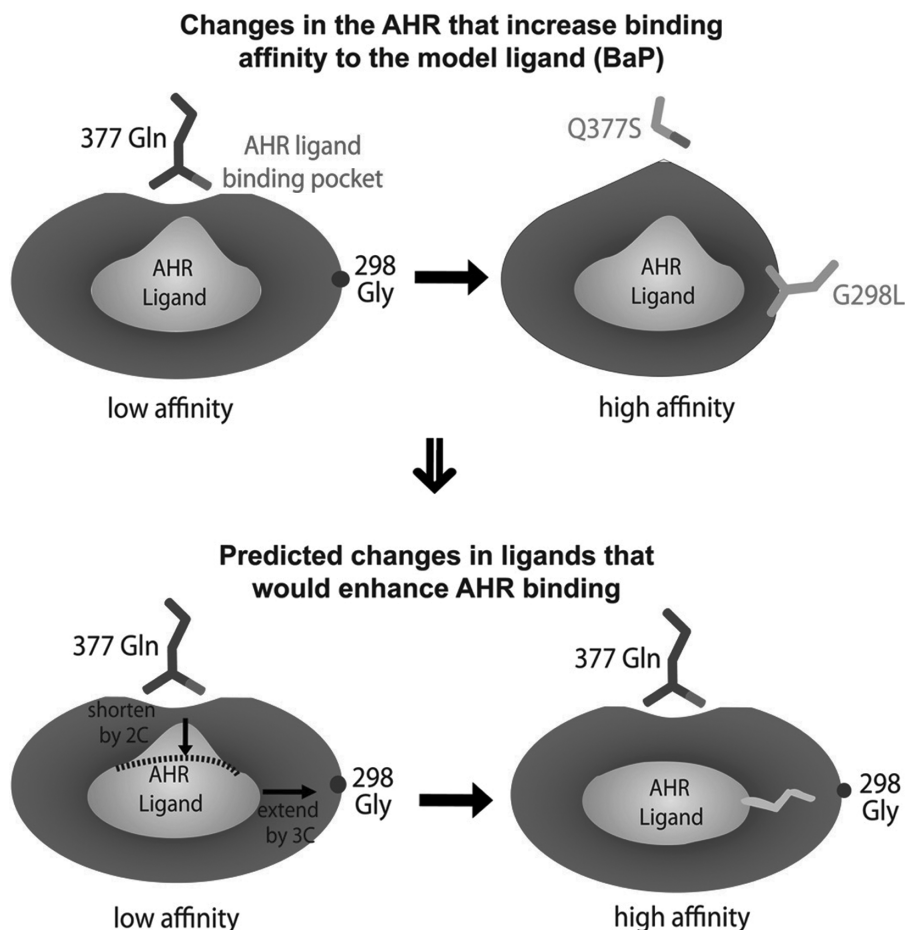 Changes in the AHR that increase binding
affinity to the model ligand (BaP)
377 Gln
AHR ligand
binding pocket
AHR
Ligand
298
Gly
low affinity
Q377S
AHR
Ligand
G298L
high affinity
Predicted changes in ligands that
would enhance AHR binding
377 Gln
shorten
by 2C
AHR
Ligand
extend
by 3C
298
Gly
low affinity
377 Gln
AHR
Ligand
298
Gly
high affinity